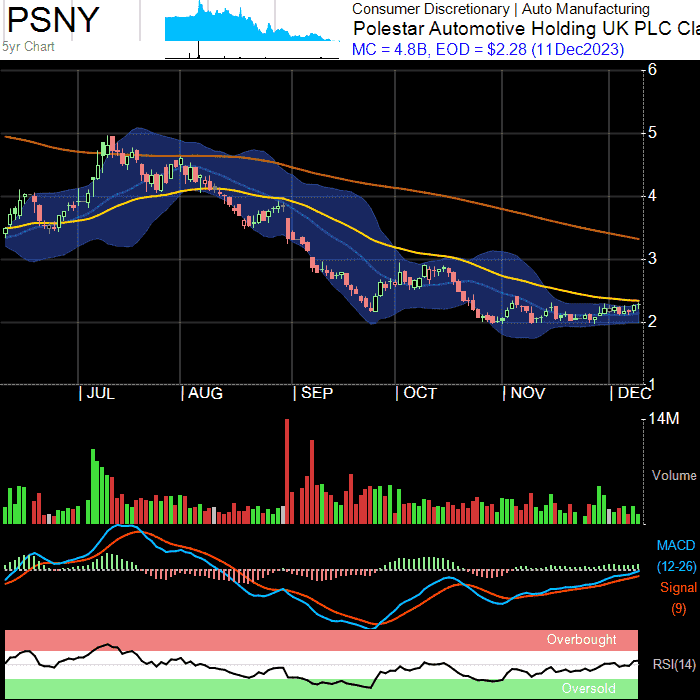 PSNY
5yr Chart
Consumer Discretionary | Auto Manufacturing
Polestar Automotive Holding UK PLC Cla
MC = 4.8B, EOD = $2.28 (11Dec2023)
6
5
4
3
2
1
| JUL | AUG | SEP | OCT | NOV | DEC
14M
Volume
MACD
(12-26)
Signal
(9)
Overbought
RSI(14)
Oversold